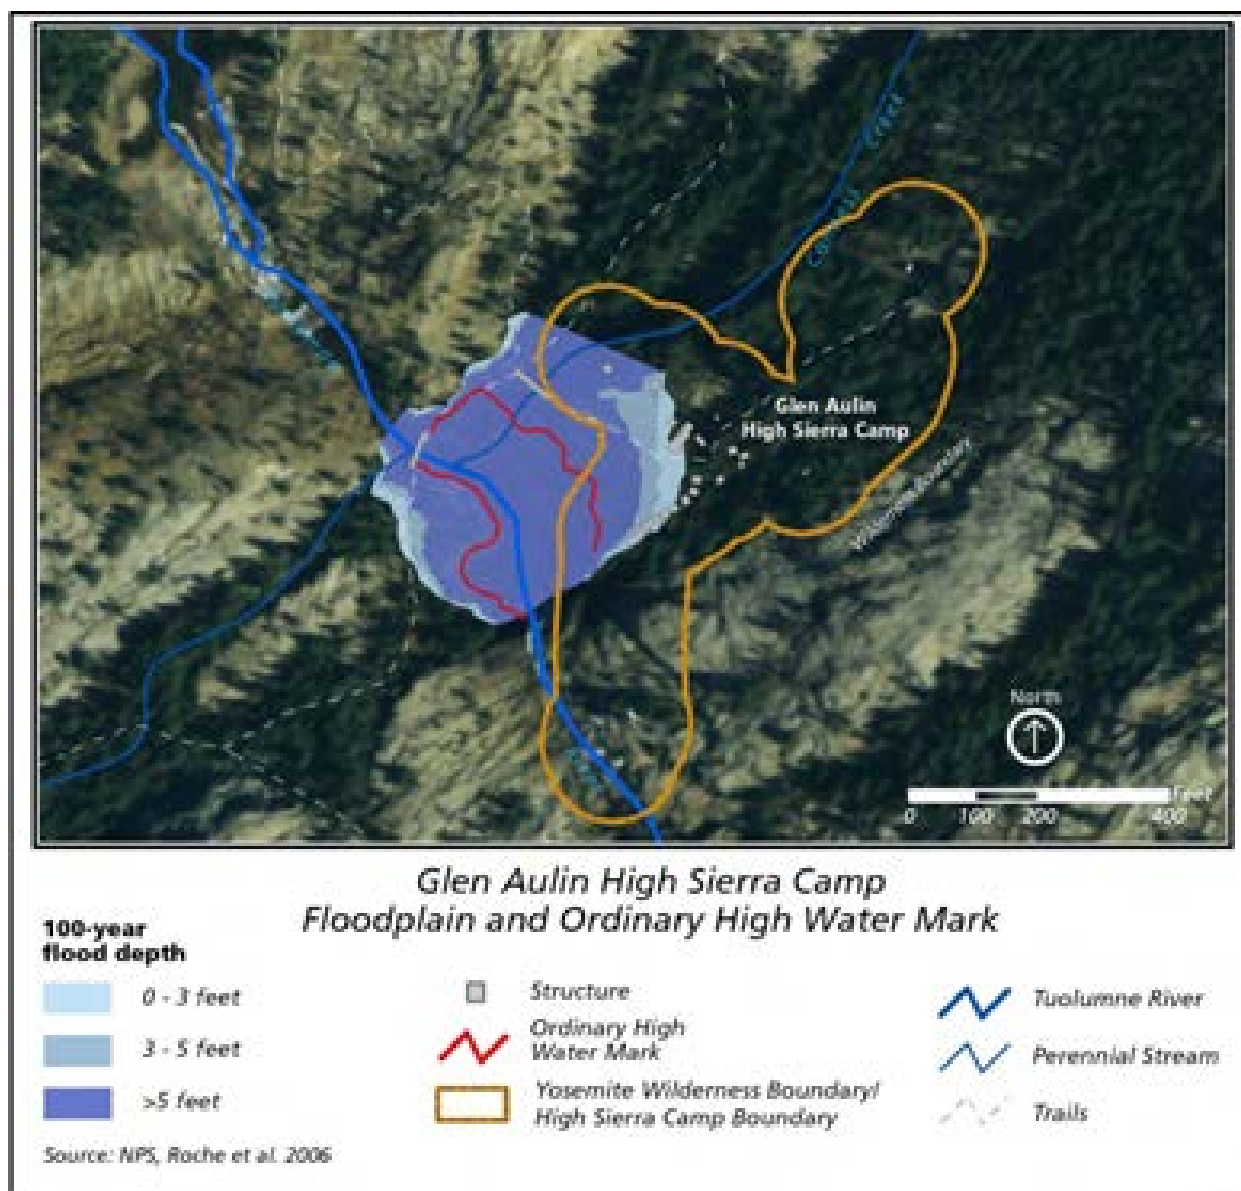 Creek
Glen Aulin
High Sierra Camp
Wilderness Boundary
North
Feet
0 100 200 400
Glen Aulin High Sierra Camp
Floodplain and Ordinary High Water Mark
100-year
flood depth
0 - 3 feet
3 - 5 feet
>5 feet
Structure
Ordinary High
Water Mark
Yosemite Wilderness Boundary/
High Sierra Camp Boundary
Tuolumne River
Perennial Stream
Trails
Source: NPS, Roche et al. 2006